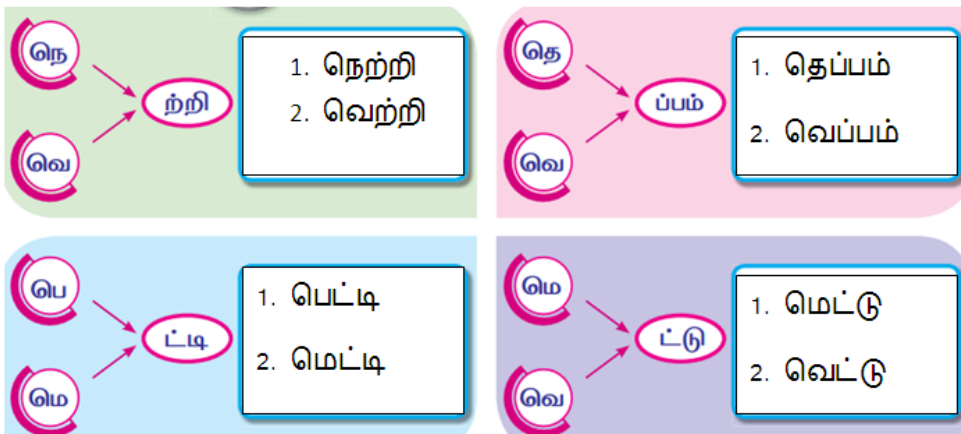 நெ
வெ
ற்றி
1. நெற்றி
2. வெற்றி
தெ
வெ
ப்பம்
1. தெப்பம்
2. வெப்பம்
பெ
மெ
ட்டி
1. பெட்டி
2. மெட்டி
மெ
வெ
ட்டு
1. மெட்டு
2. வெட்டு